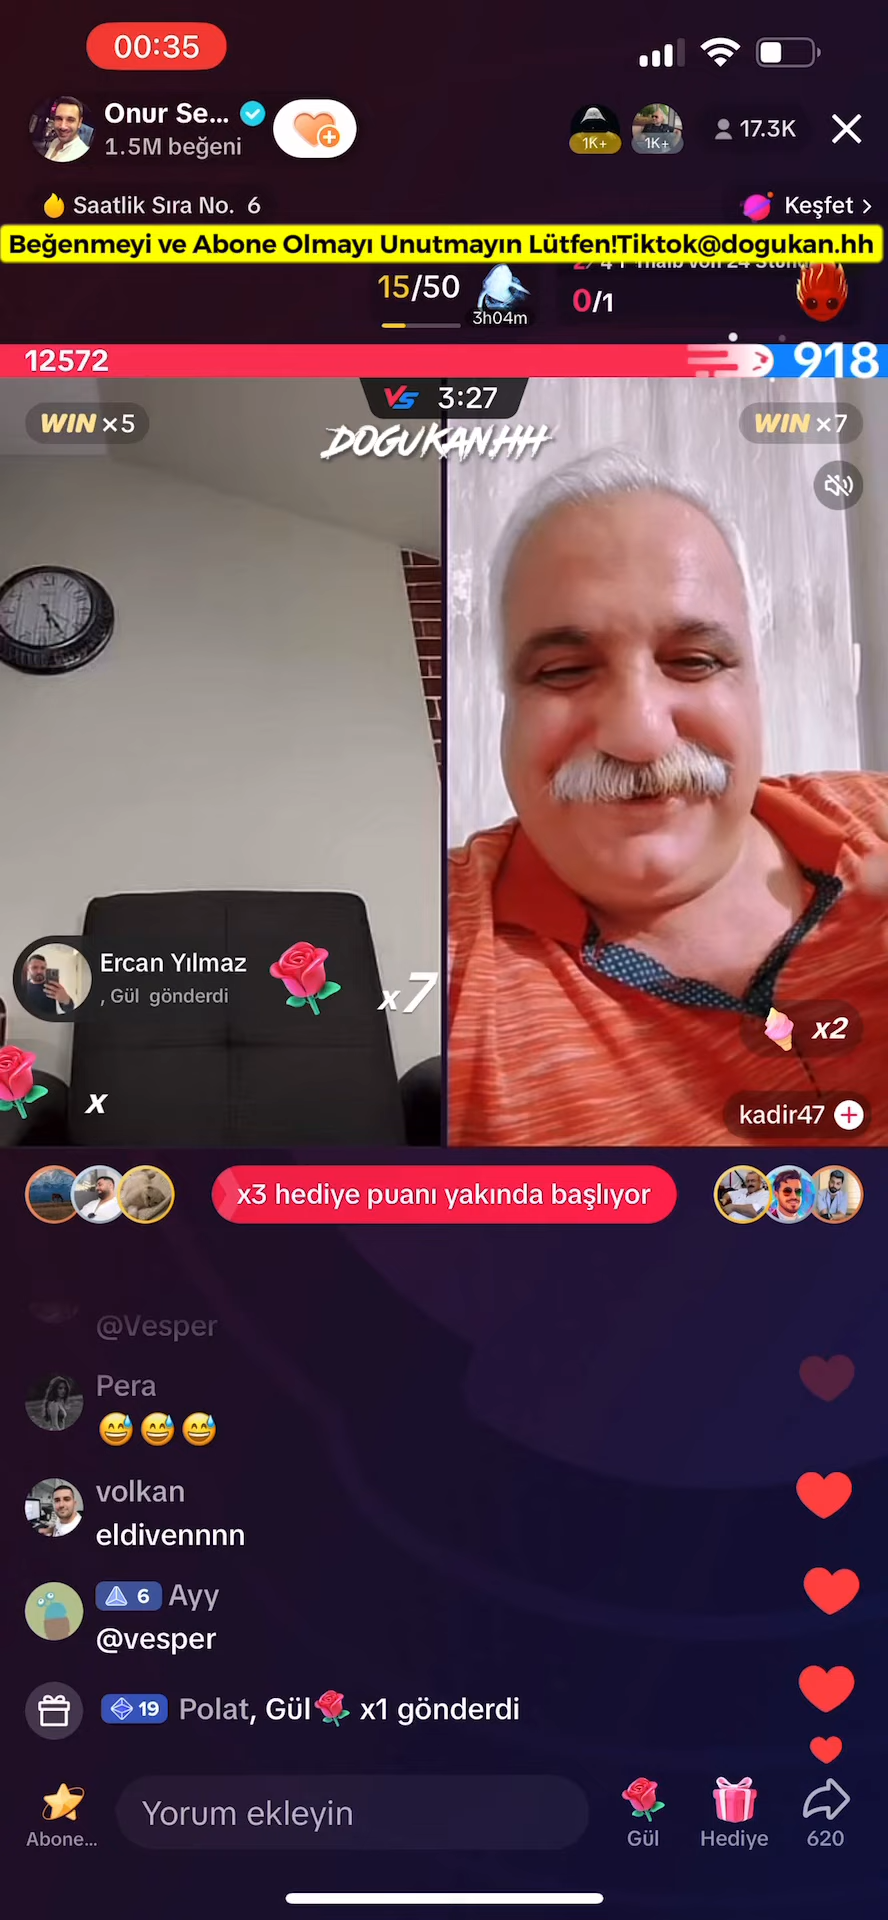 00:35
Onur Se...
1.5M beğeni
1K+
1K+
17.3K
Saatlik Sıra No. 6
Keşfet >
Beğenmeyi ve Abone Olmayı Unutmayın Lütfen!Tiktok@dogukan.hh
15/50
3h04m
0/1
12572
918
VS 3:27
WIN x5
WIN x7
DOGUKAN.HH
Ercan Yılmaz
, Gül gönderdi
x7
x
x2
kadir47
x3 hediye puanı yakında başlıyor
@Vesper
Pera
😅😅😅
volkan
eldivennnn
6 Ayy
@vesper
19 Polat, Gül🌹 x1 gönderdi
Abone...
Yorum ekleyin
Gül
Hediye
620